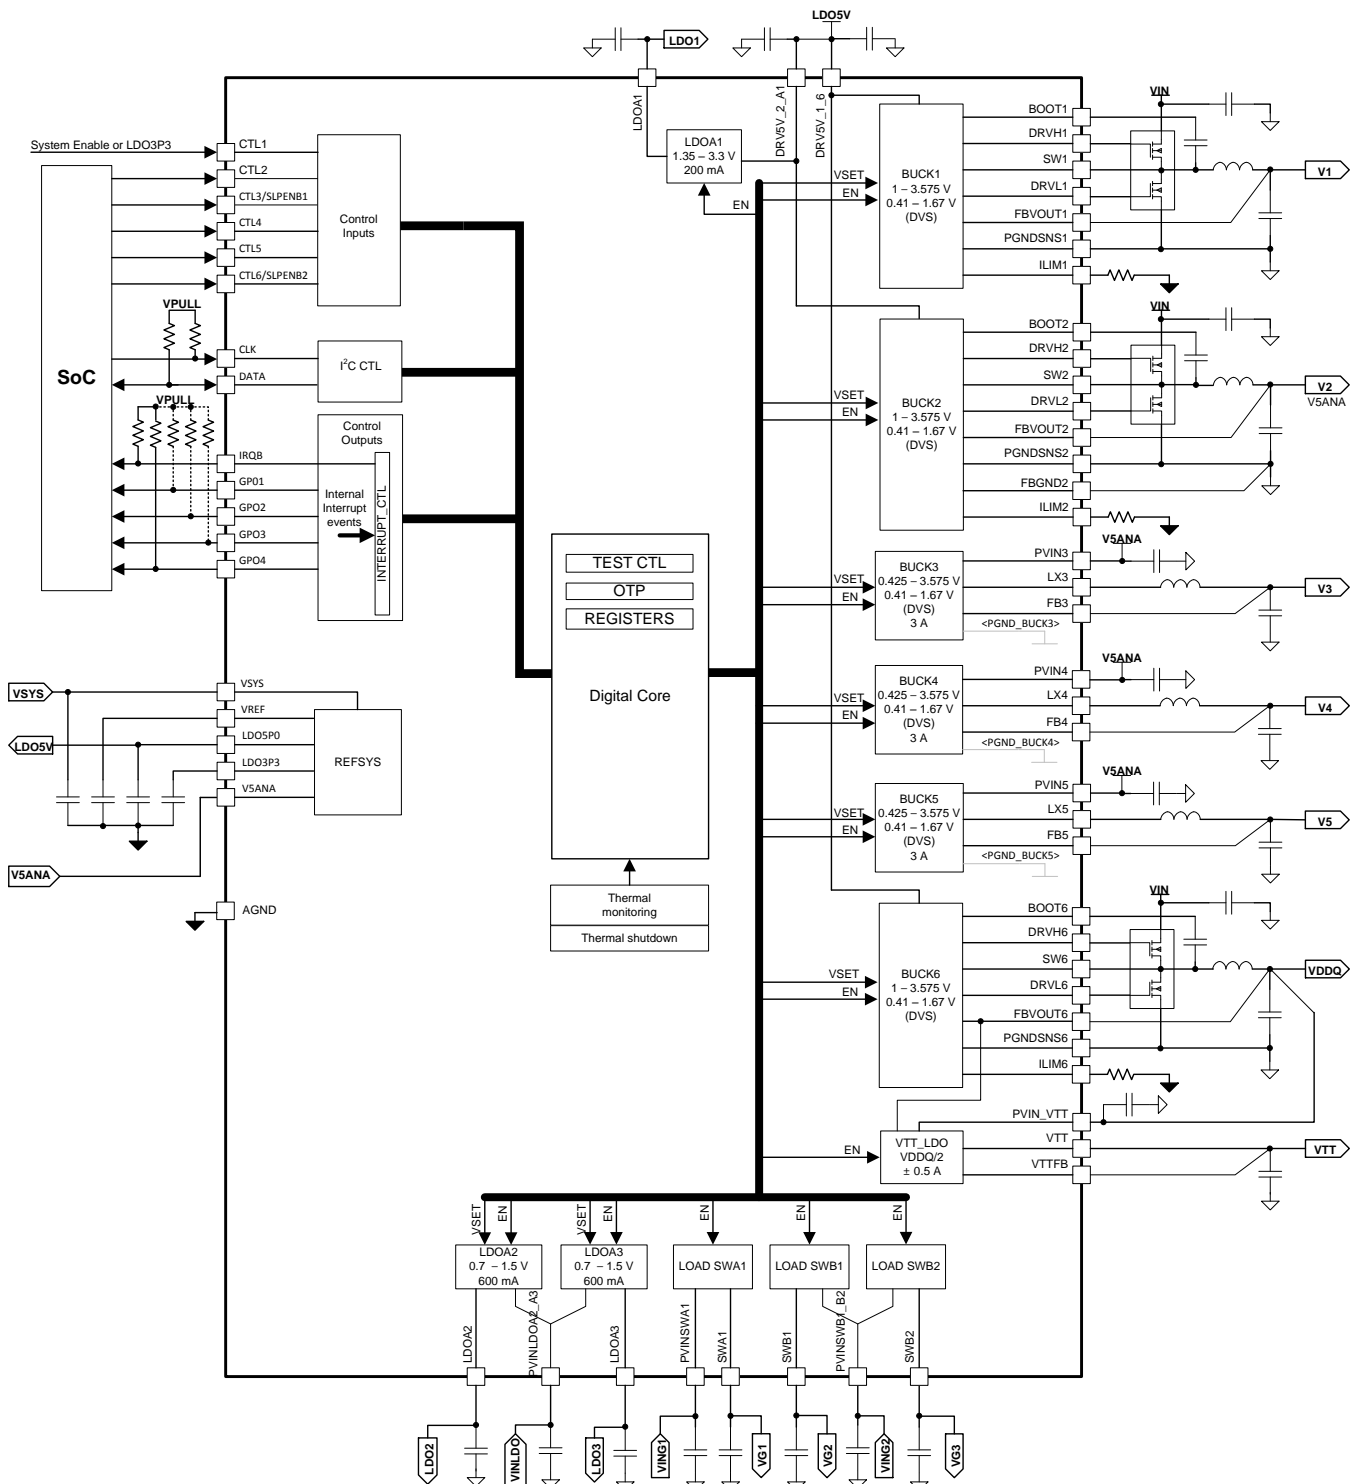 LDO5V
LDO1
LDOA1
DRV5V_2_A1
DRV5V_1_6
System Enable or LDO3P3
SoC
CTL1
CTL2
CTL3/SLPENB1
CTL4
CTL5
CTL6/SLPENB2
Control
Inputs
VPULL
CLK
DATA
I²C CTL
VPULL
IRQB
GPO1
GPO2
GPO3
GPO4
Control
Outputs
Internal
Interrupt
events
INTERRUPT_CTL
VSYS
LDO5V
V5ANA
VSYS
VREF
LDO5P0
LDO3P3
V5ANA
REFSYS
AGND
TEST CTL
OTP
REGISTERS
Digital Core
Thermal
monitoring
Thermal shutdown
LDOA1
1.35 – 3.3 V
200 mA
EN
VSET
EN
BUCK1
1 – 3.575 V
0.41 – 1.67 V
(DVS)
BOOT1
DRVH1
SW1
DRVL1
FBVOUT1
PGNDSNS1
ILIM1
VIN
V1
VSET
EN
BUCK2
1 – 3.575 V
0.41 – 1.67 V
(DVS)
BOOT2
DRVH2
SW2
DRVL2
FBVOUT2
PGNDSNS2
FBGND2
ILIM2
VIN
V2
V5ANA
VSET
EN
BUCK3
0.425 – 3.575 V
0.41 – 1.67 V
(DVS)
3 A
PVIN3
LX3
FB3
<PGND_BUCK3>
V5ANA
V3
VSET
EN
BUCK4
0.425 – 3.575 V
0.41 – 1.67 V
(DVS)
3 A
PVIN4
LX4
FB4
<PGND_BUCK4>
V5ANA
V4
VSET
EN
BUCK5
0.425 – 3.575 V
0.41 – 1.67 V
(DVS)
3 A
PVIN5
LX5
FB5
<PGND_BUCK5>
V5ANA
V5
VSET
EN
BUCK6
1 – 3.575 V
0.41 – 1.67 V
(DVS)
BOOT6
DRVH6
SW6
DRVL6
FBVOUT6
PGNDSNS6
ILIM6
VIN
VDDQ
EN
VTT_LDO
VDDQ/2
± 0.5 A
PVIN_VTT
VTT
VTTFB
VTT
VSET
EN
VSET
EN
EN
EN
EN
LDOA2
0.7 – 1.5 V
600 mA
LDOA3
0.7 – 1.5 V
600 mA
LOAD SWA1
LOAD SWB1
LOAD SWB2
LDOA2
PVINLDOA2_A3
LDOA3
PVINSWA1
SWA1
SWB1
PVINSWB1_B2
SWB2
LDO2
VINLDO
LDO3
VING1
VG1
VG2
VING2
VG3